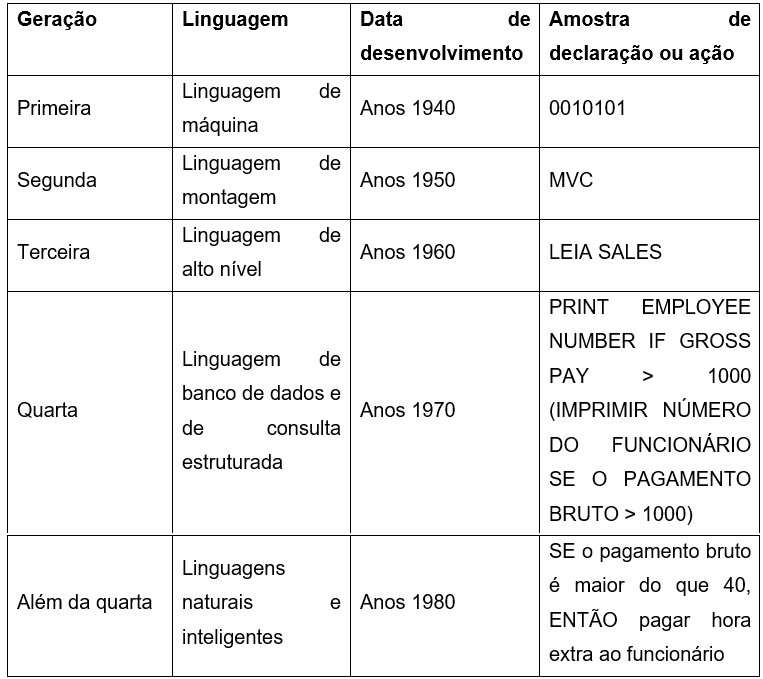 Geração
Linguagem
Data de
desenvolvimento
Amostra de
declaração ou ação
Primeira
Linguagem de
máquina
Anos 1940
0010101
Segunda
Linguagem de
montagem
Anos 1950
MVC
Terceira
Linguagem de
alto nível
Anos 1960
LEIA SALES
Quarta
Linguagem de
banco de dados e
de consulta
estruturada
Anos 1970
PRINT EMPLOYEE
NUMBER IF GROSS
PAY > 1000
(IMPRIMIR NÚMERO
DO FUNCIONÁRIO
SE O PAGAMENTO
BRUTO > 1000)
Além da quarta
Linguagens
naturais e
inteligentes
Anos 1980
SE o pagamento bruto
é maior do que 40,
ENTÃO pagar hora
extra ao funcionário